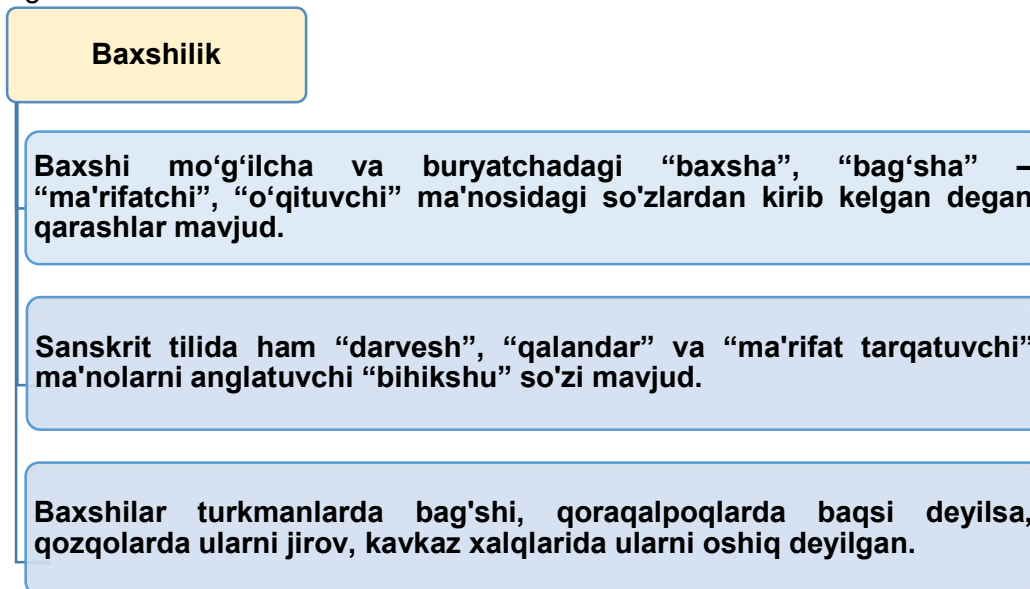 Baxshilik
Baxshi mo‘g‘ilcha va buryatchadagi “baxsha”, “bag‘sha” –
“ma'rifatchi”, “o‘qituvchi” ma'nosidagi so'zlardan kirib kelgan degan
qarashlar mavjud.
Sanskrit tilida ham “darvesh”, “qalandar” va “ma'rifat tarqatuvchi”
ma'nolarni anglatuvchi “bihikshu” so'zi mavjud.
Baxshilar turkmanlarda bag'shi, qoraqalpoqlarda baqsi deyilsa,
qozqolarda ularni jirov, kavkaz xalqlarida ularni oshiq deyilgan.